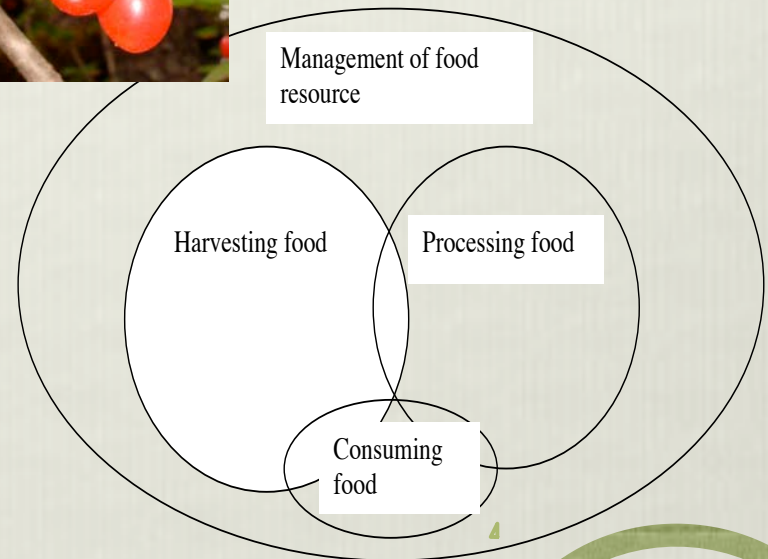 Management of food
resource
Harvesting food
Processing food
Consuming
food
4